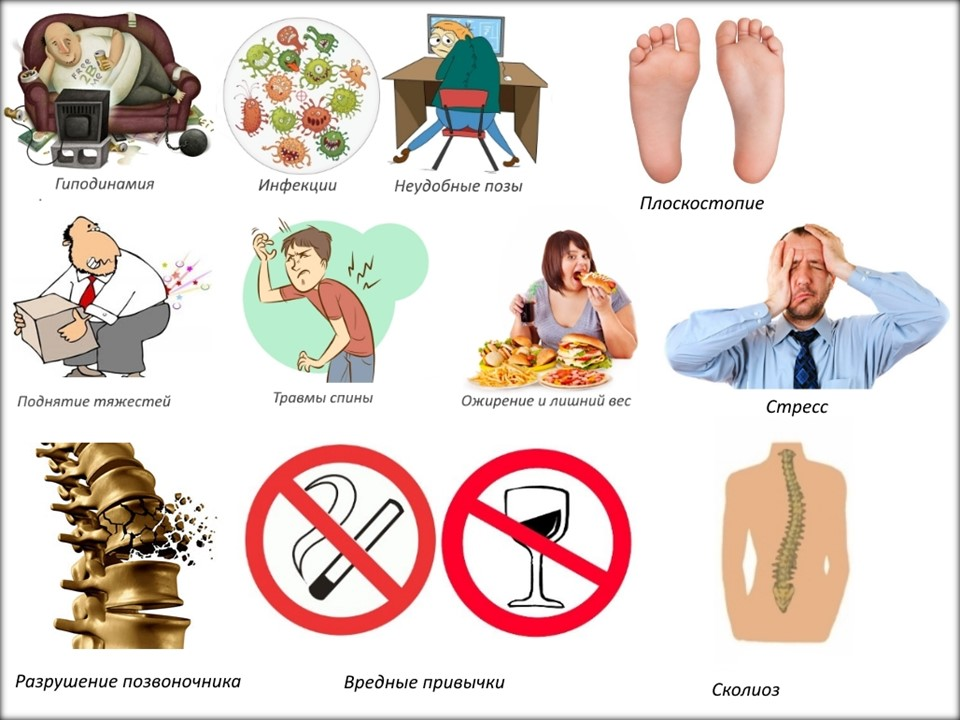 Гиподинамия
Инфекции
Неудобные позы
Плоскостопие
Поднятие тяжестей
Травмы спины
Ожирение и лишний вес
Стресс
Разрушение позвоночника
Вредные привычки
Сколиоз